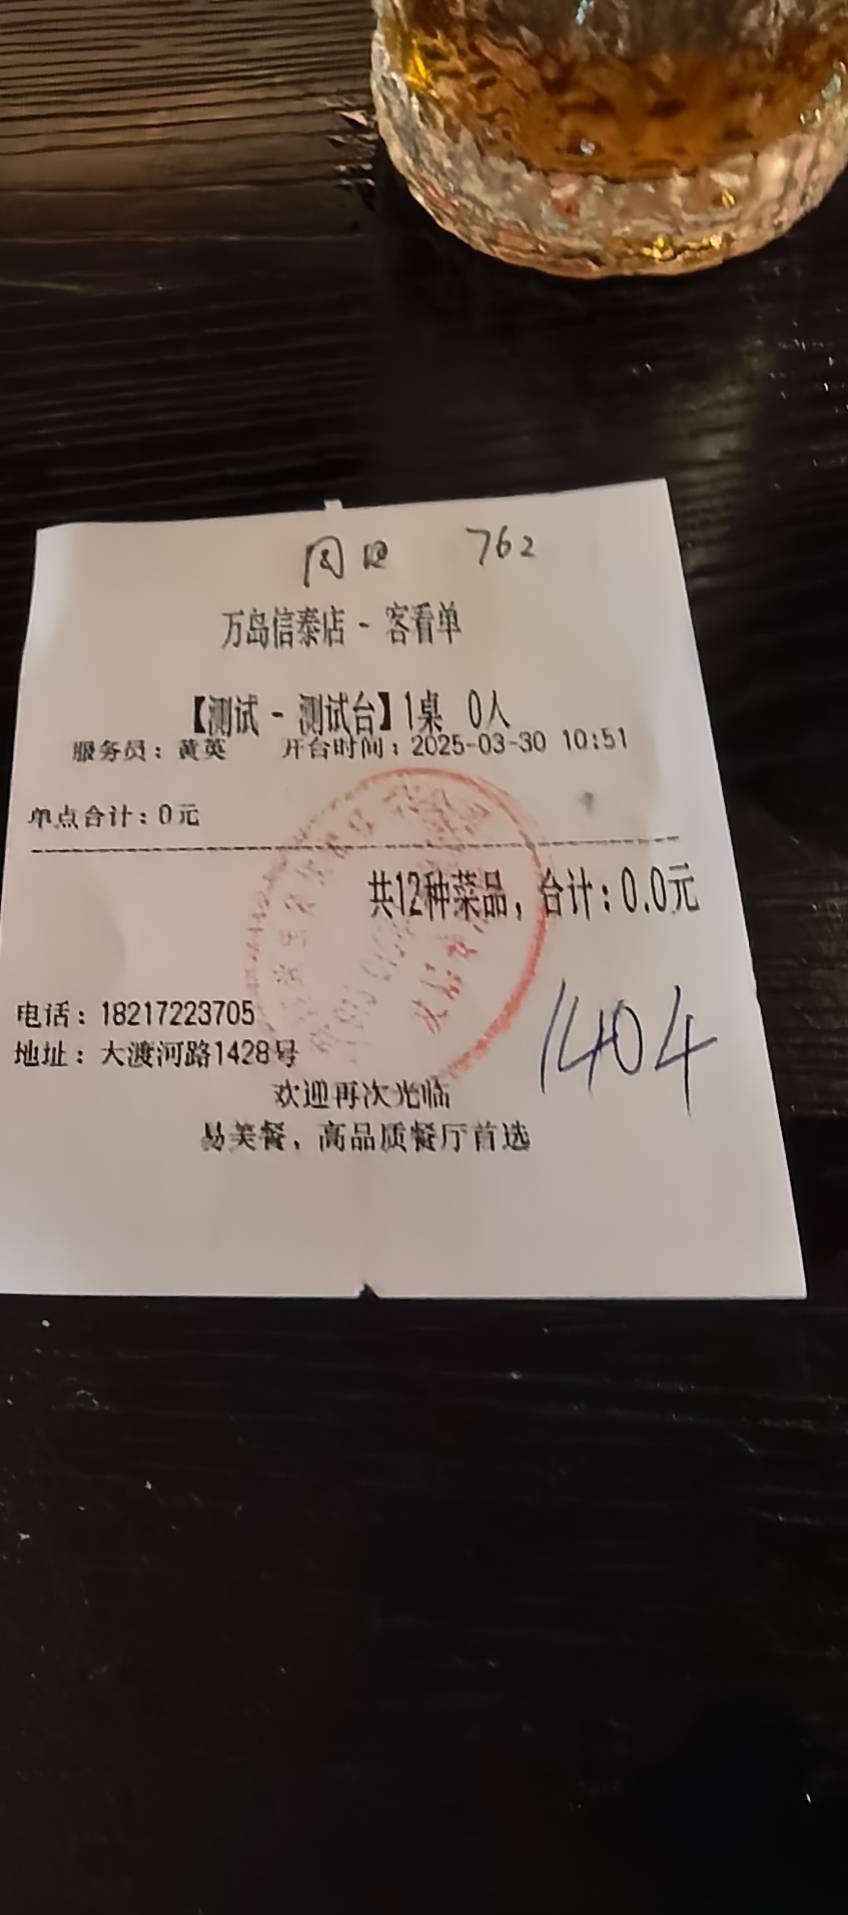 762
万岛信泰店 - 客看单
【测试 - 测试台】1桌 0人
服务员：黄英 开台时间：2025-03-30 10:51
单点合计：0元
共12种菜品，合计：0.0元
1404
电话：18217223705
地址：大渡河路1428号
欢迎再次光临
易美餐，高品质餐厅首选